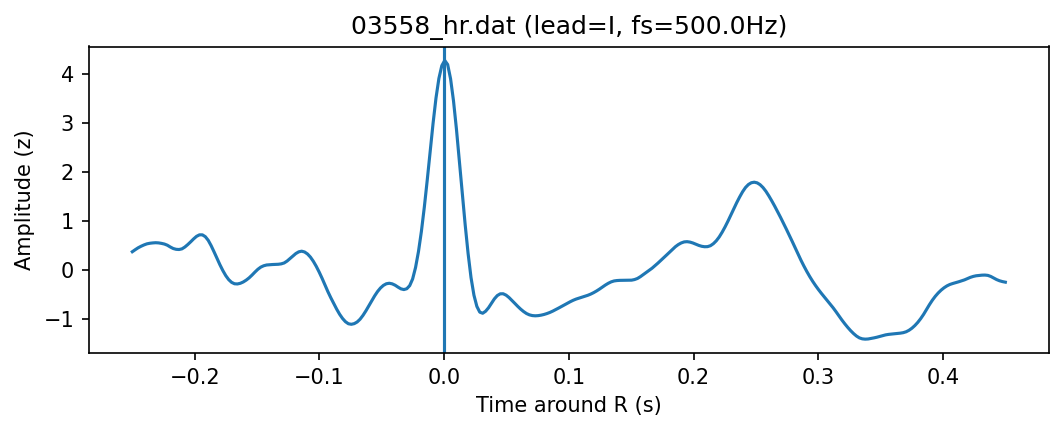 03558_hr.dat (lead=I, fs=500.0Hz)
Amplitude (z)
4
3
2
1
0
−1
−0.2 −0.1 0.0 0.1 0.2 0.3 0.4
Time around R (s)